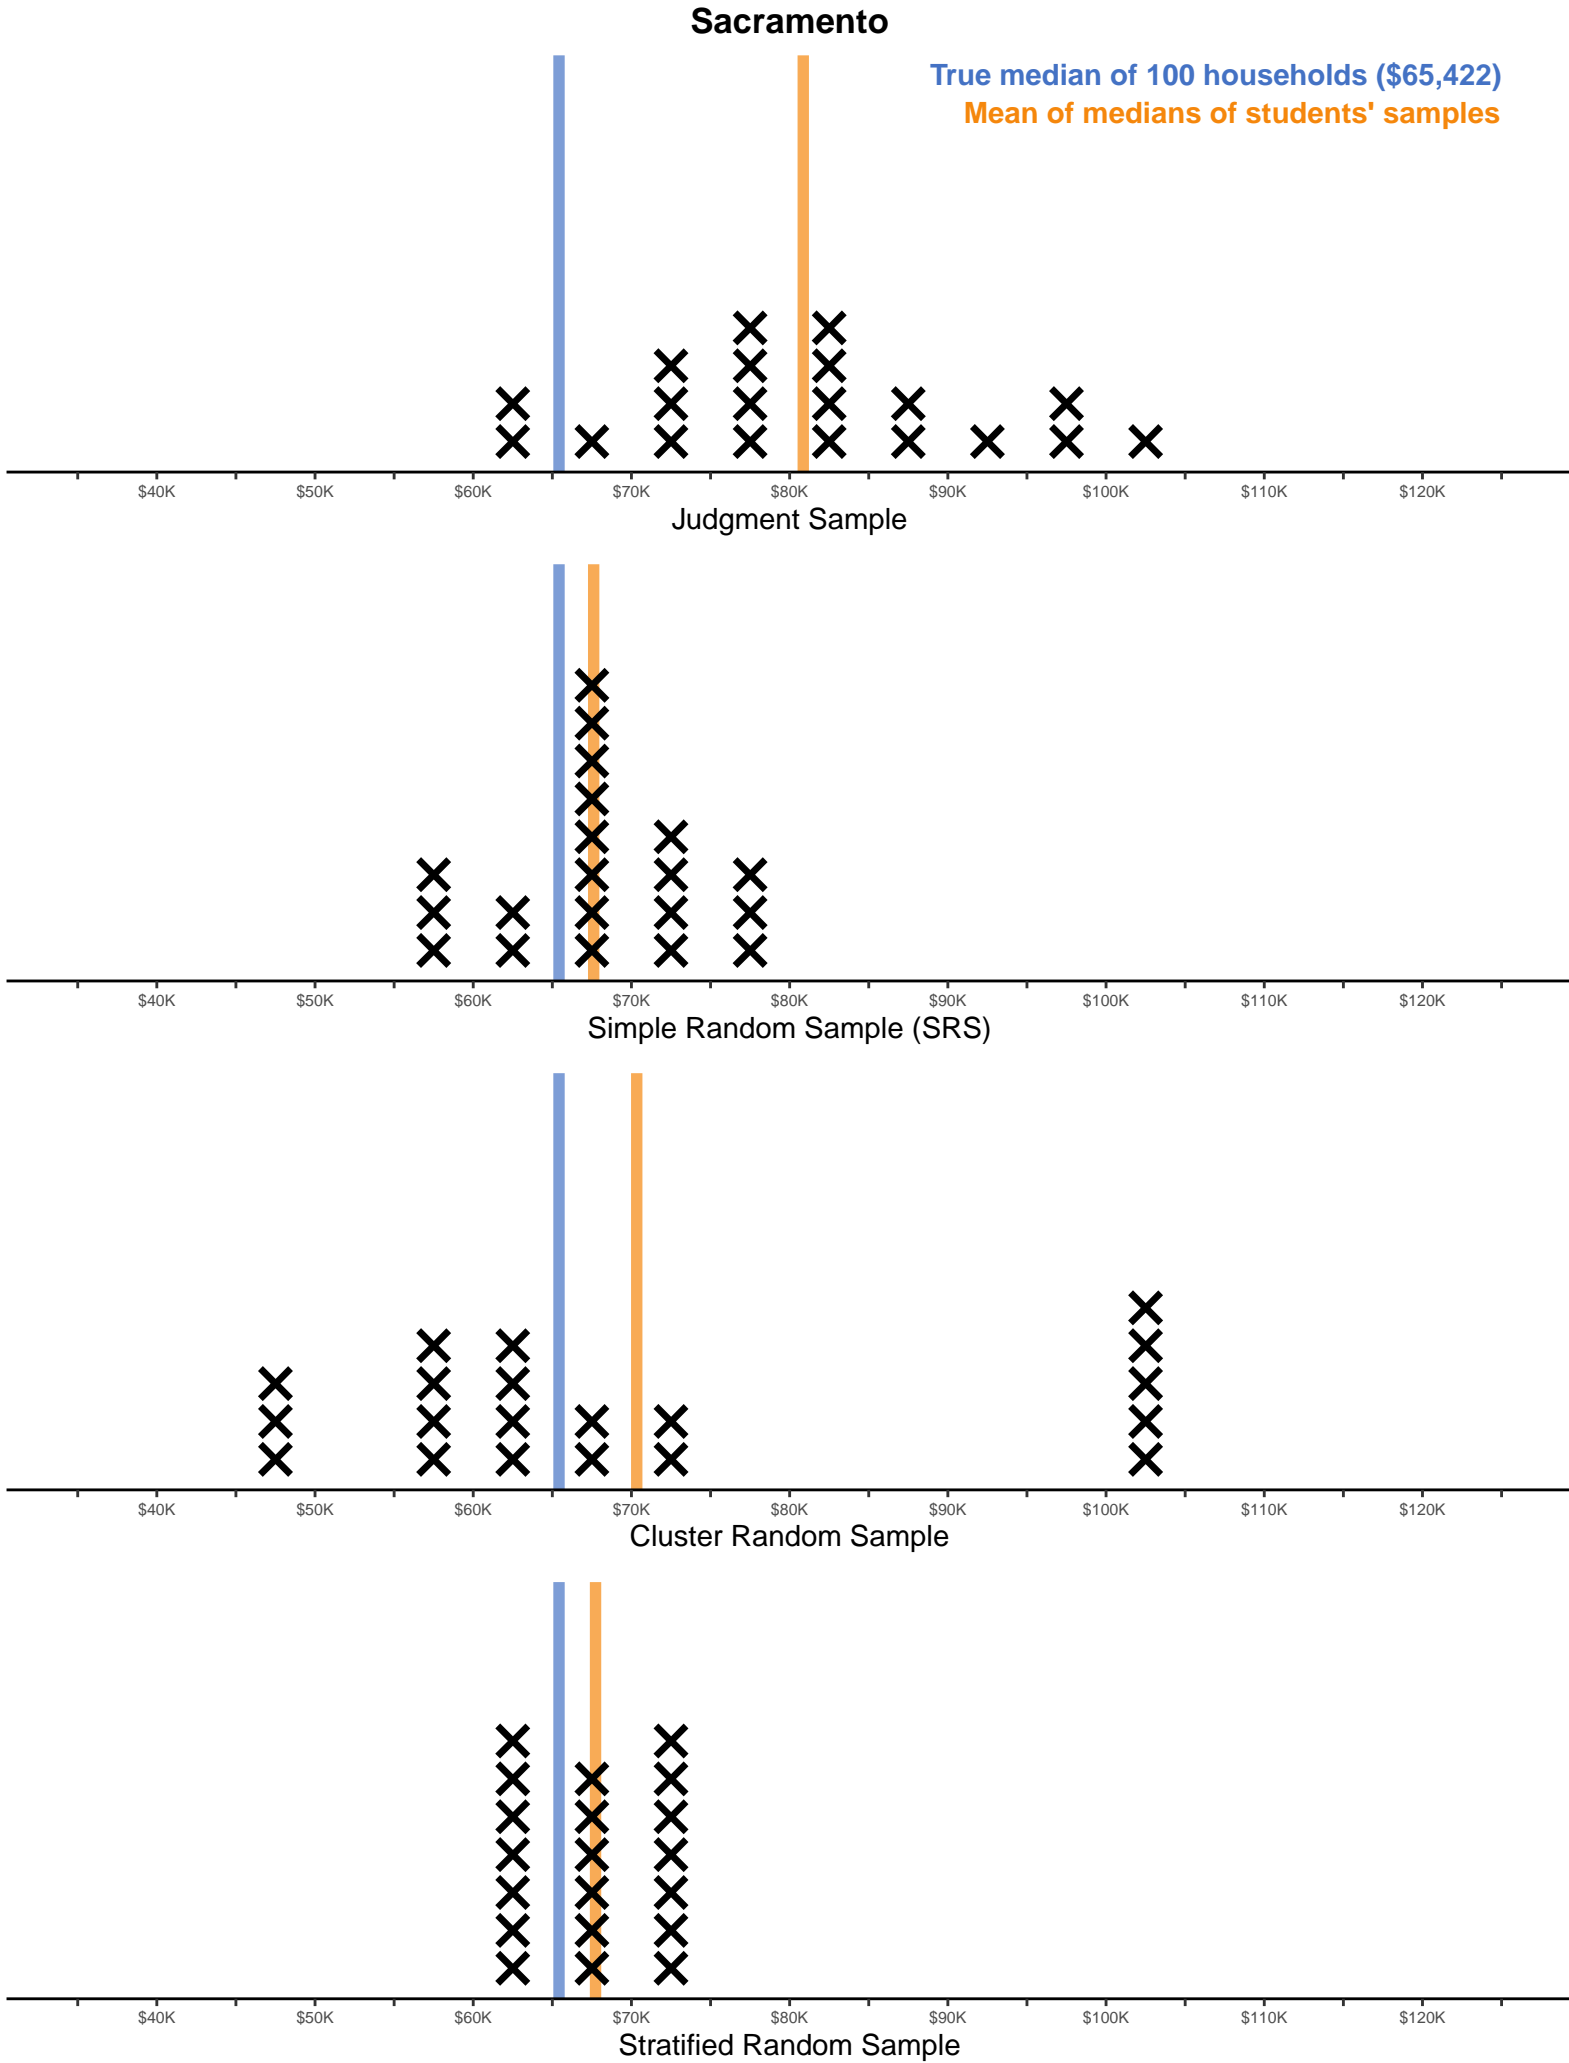 Sacramento
True median of 100 households ($65,422)
Mean of medians of students' samples
$40K $50K $60K $70K $80K $90K $100K $110K $120K
Judgment Sample
$40K $50K $60K $70K $80K $90K $100K $110K $120K
Simple Random Sample (SRS)
$40K $50K $60K $70K $80K $90K $100K $110K $120K
Cluster Random Sample
$40K $50K $60K $70K $80K $90K $100K $110K $120K
Stratified Random Sample